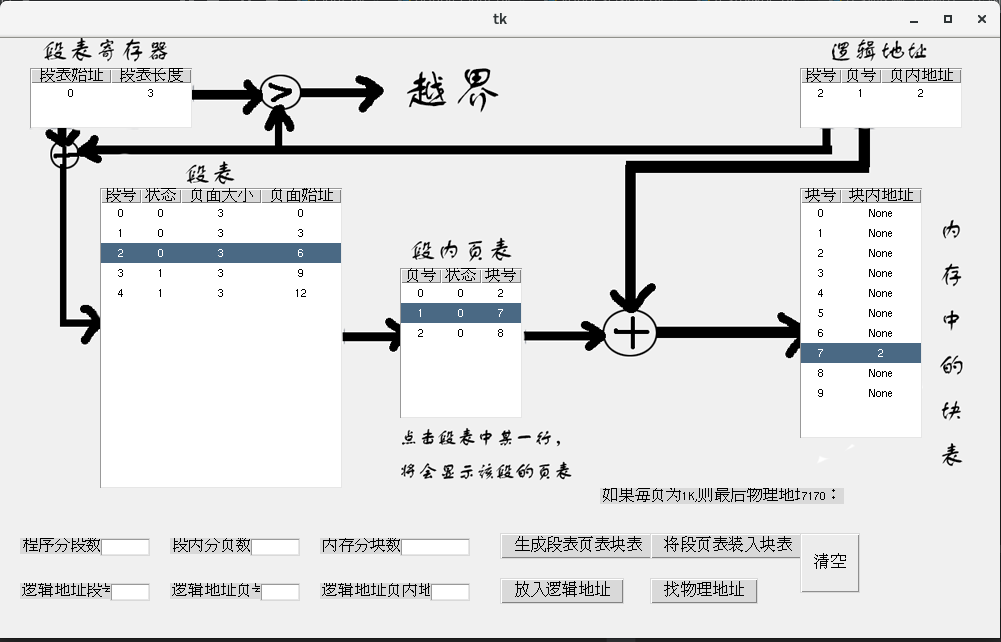 tk
段表寄存器
段表始址 段表长度
0 3
>
越界
逻辑地址
段号 页号 页内地址
2 1 2
+
段表
段号 状态 页面大小 页面始址
0 0 3 0
1 0 3 3
2 0 3 6
3 1 3 9
4 1 3 12
段内页表
页号 状态 块号
0 0 2
1 0 7
2 0 8
点击段表中某一行，
将会显示该段的页表
+
块号 块内地址
0 None
1 None
2 None
3 None
4 None
5 None
6 None
7 2
8 None
9 None
内存中的块表
如果每页为1K,则最后物理地址7170：
程序分段数 段内分页数 内存分块数 生成段表页表块表 将段页表装入块表 清空
逻辑地址段号 逻辑地址页号 逻辑地址页内地 放入逻辑地址 找物理地址